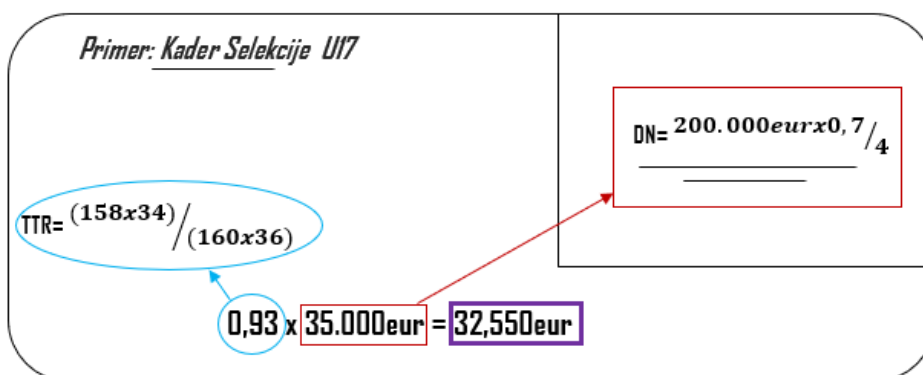 Primer: Kader Selekcije U17
DN= 200.000eurx0,7/4
TTR= (158x34)/(160x36)
0,93 x 35.000eur = 32,550eur